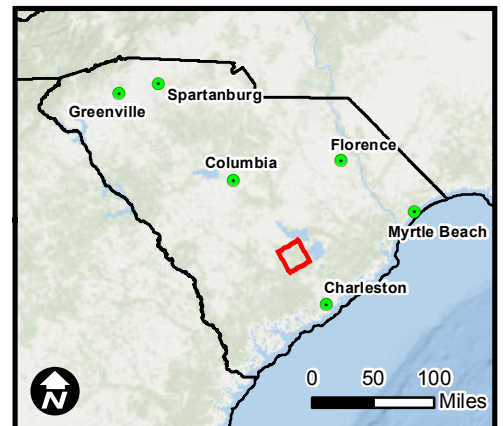 Spartanburg
Greenville
Florence
Columbia
Myrtle Beach
Charleston
N
0 50 100
Miles